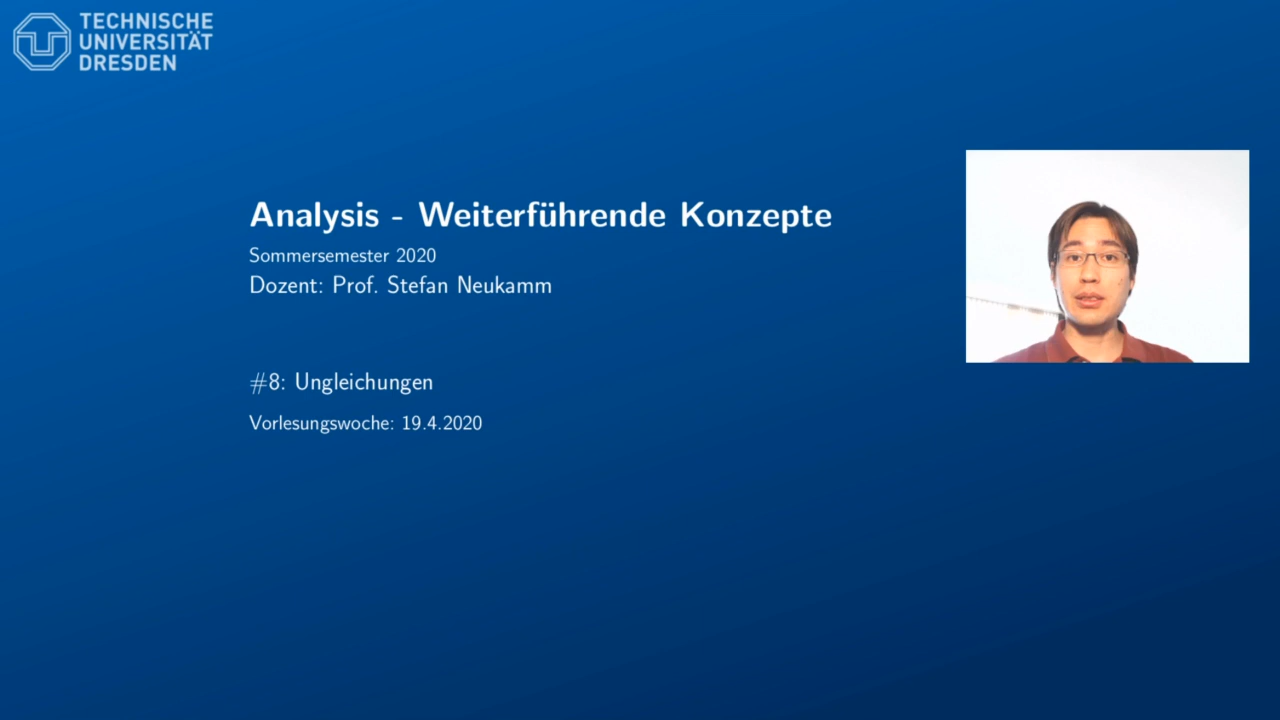 TECHNISCHE
UNIVERSITÄT
DRESDEN
Analysis - Weiterführende Konzepte
Sommersemester 2020
Dozent: Prof. Stefan Neukamm
#8: Ungleichungen
Vorlesungswoche: 19.4.2020